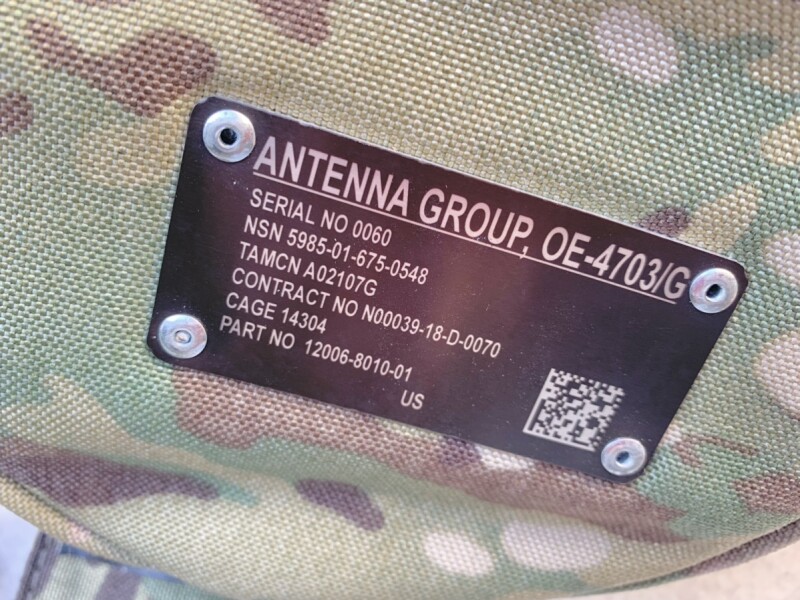 ANTENNA GROUP, OE-4703/G
SERIAL NO 0060
NSN 5985-01-675-0548
TAMCN A02107G
CONTRACT NO N00039-18-D-0070
CAGE 14304
PART NO 12006-8010-01
US